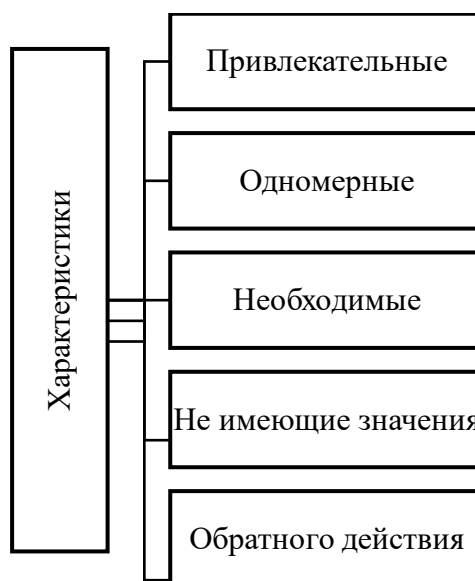 Характеристики
Привлекательные
Одномерные
Необходимые
Не имеющие значения
Обратного действия